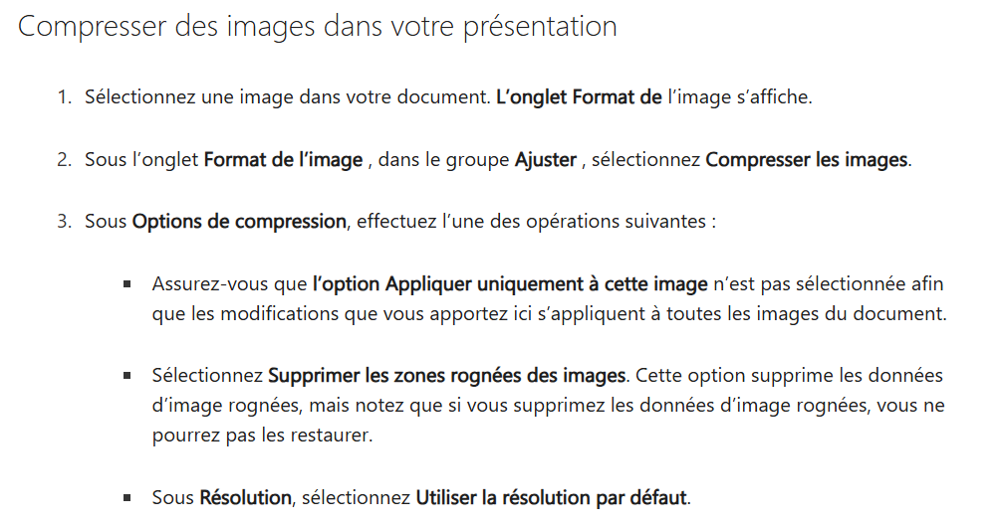 Compresser des images dans votre présentation
1. Sélectionnez une image dans votre document. L’onglet Format de l’image s’affiche.
2. Sous l’onglet Format de l’image , dans le groupe Ajuster , sélectionnez Compresser les images.
3. Sous Options de compression, effectuez l’une des opérations suivantes :
▪ Assurez-vous que l’option Appliquer uniquement à cette image n’est pas sélectionnée afin
que les modifications que vous apportez ici s’appliquent à toutes les images du document.
▪ Sélectionnez Supprimer les zones rognées des images. Cette option supprime les données
d’image rognées, mais notez que si vous supprimez les données d’image rognées, vous ne
pourrez pas les restaurer.
▪ Sous Résolution, sélectionnez Utiliser la résolution par défaut.